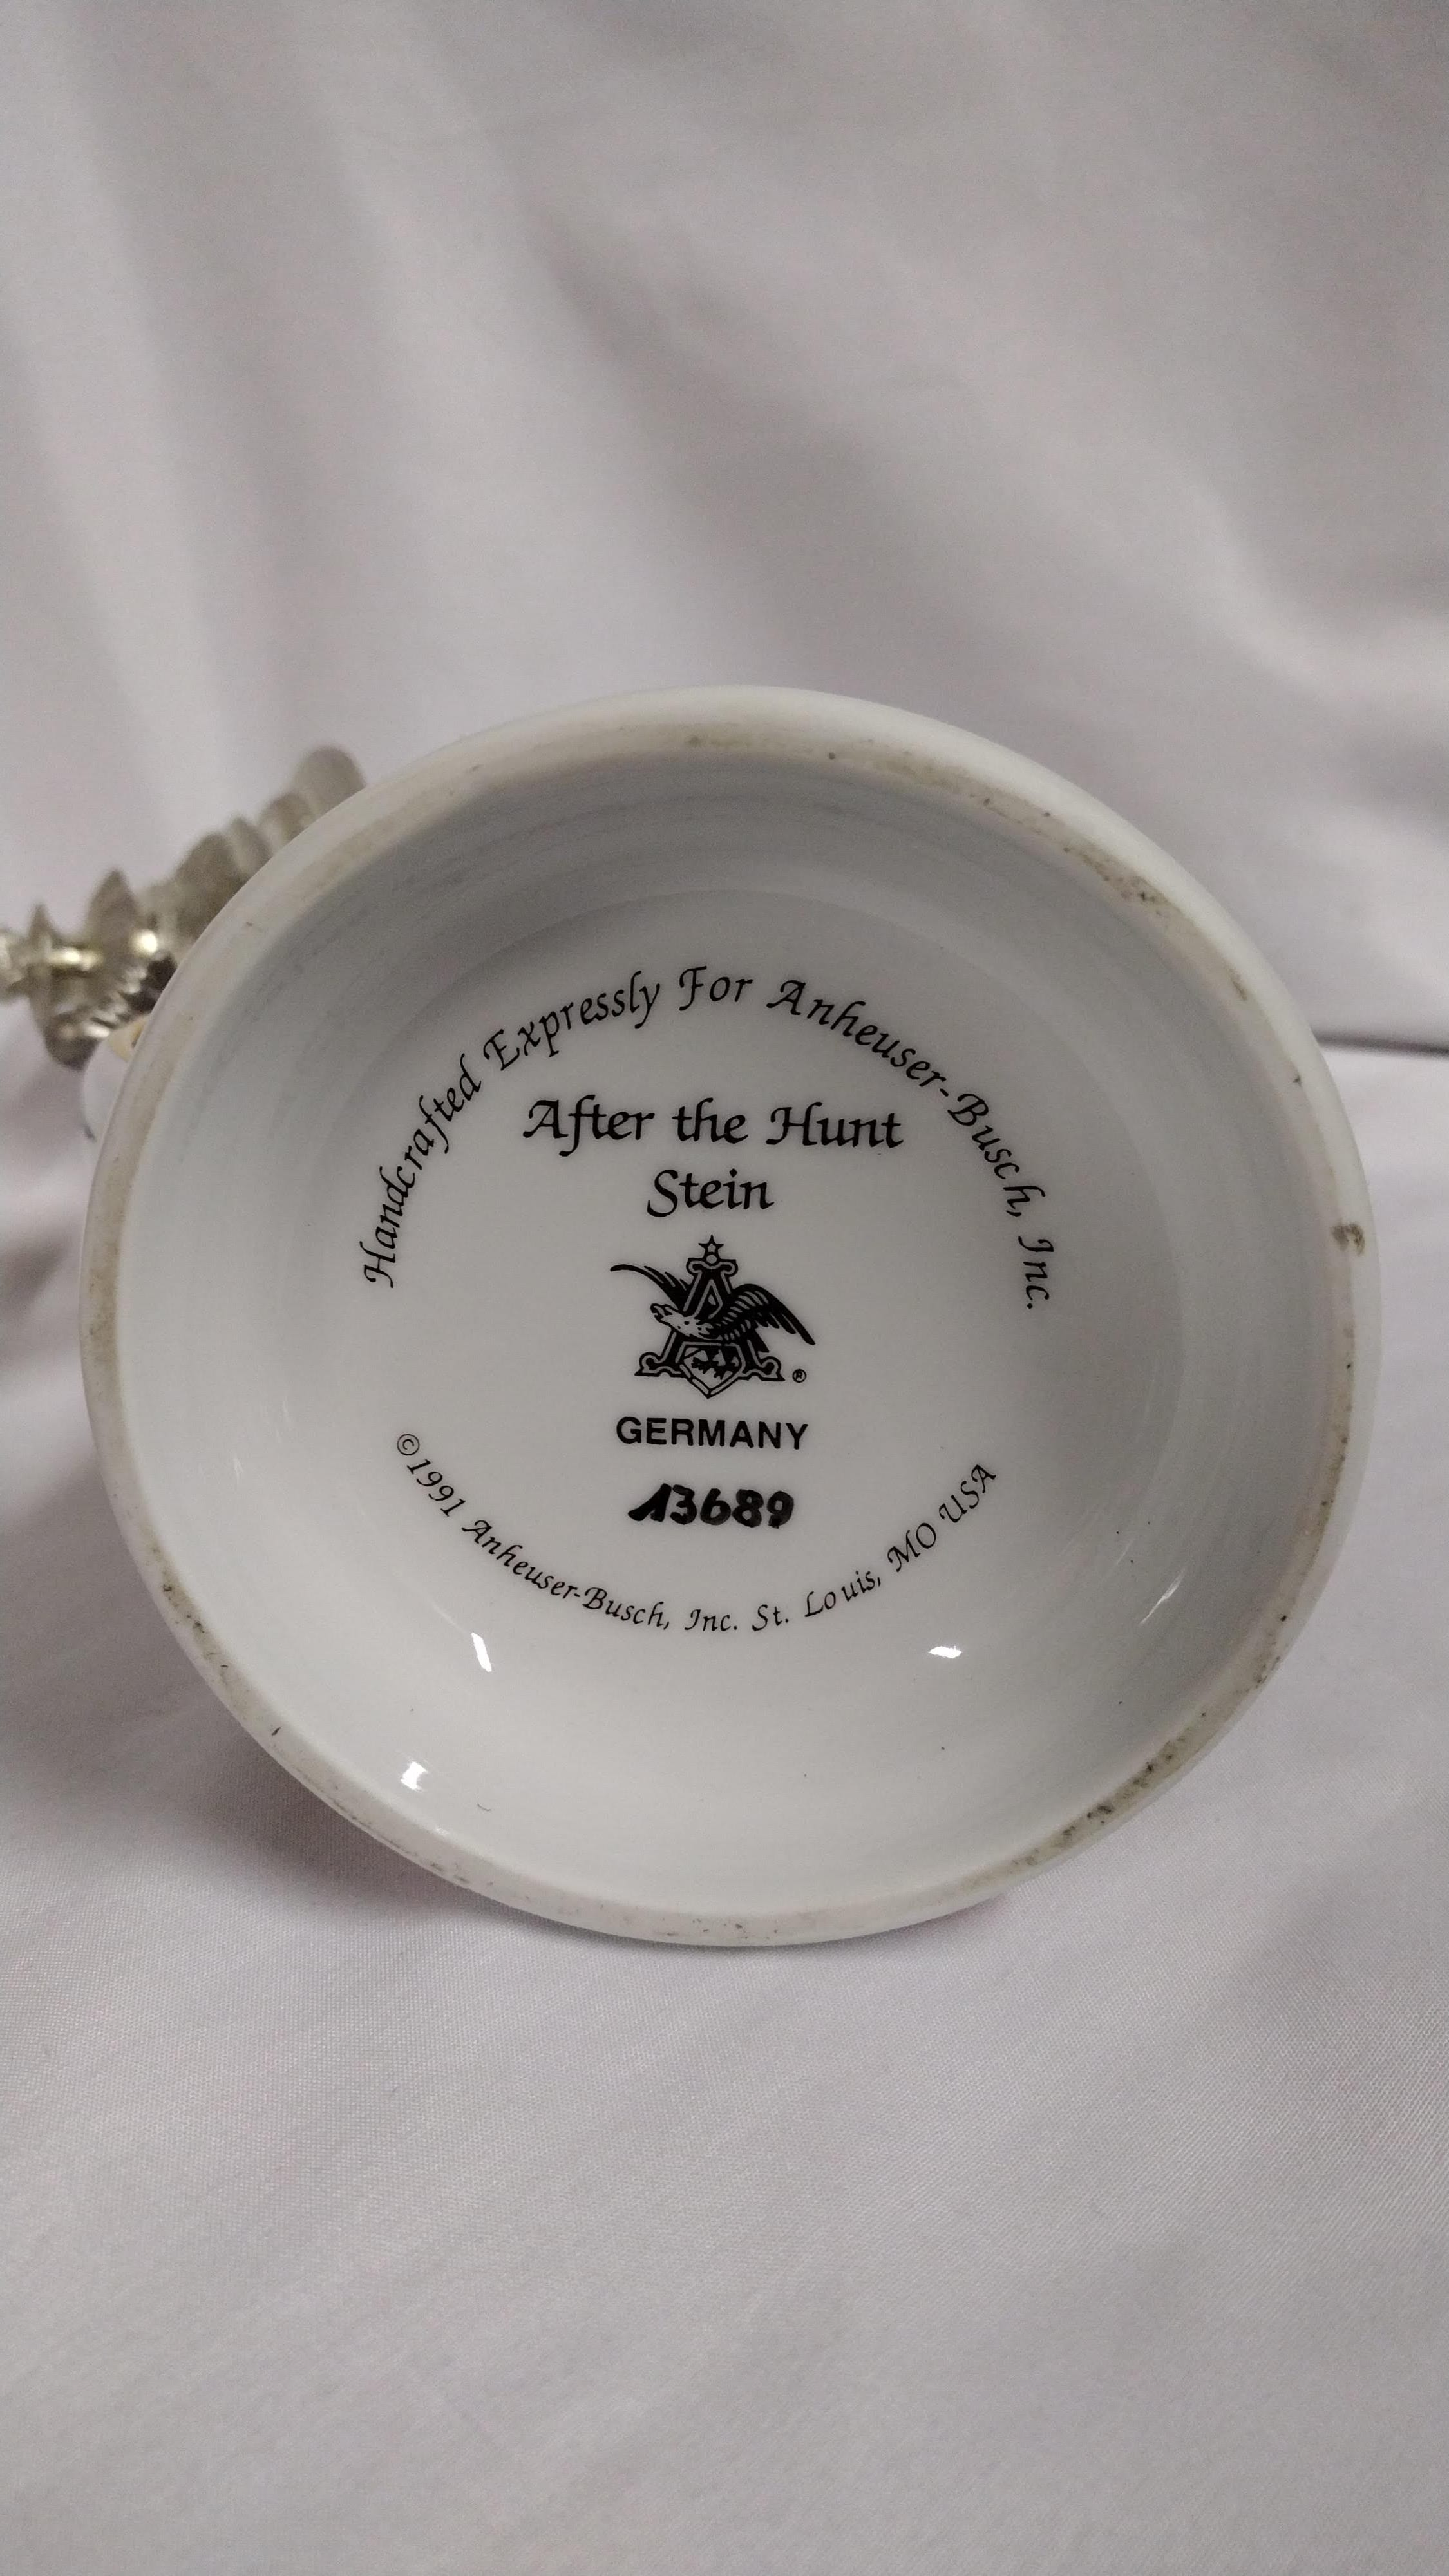 Handcrafted Expressly For Anheuser-Busch, Inc.
After the Hunt
Stein
A
®
GERMANY
13689
©1991 Anheuser-Busch, Inc. St. Louis, MO USA